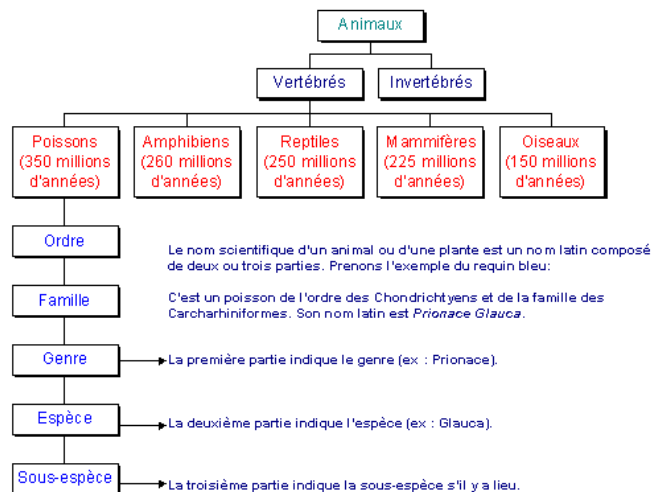 Animaux
Vertébrés
Invertébrés
Poissons
(350 millions
d'années)
Amphibiens
(260 millions
d'années)
Reptiles
(250 millions
d'années)
Mammifères
(225 millions
d'années)
Oiseaux
(150 millions
d'années)
Ordre
Le nom scientifique d'un animal ou d'une plante est un nom latin composé
de deux ou trois parties. Prenons l'exemple du requin bleu:
Famille
C'est un poisson de l'ordre des Chondrichtyens et de la famille des
Carcharhiniformes. Son nom latin est Prionace Glauca.
Genre
La première partie indique le genre (ex : Prionace).
Espèce
La deuxième partie indique l'espèce (ex : Glauca).
Sous-espèce
La troisième partie indique la sous-espèce s'il y a lieu.